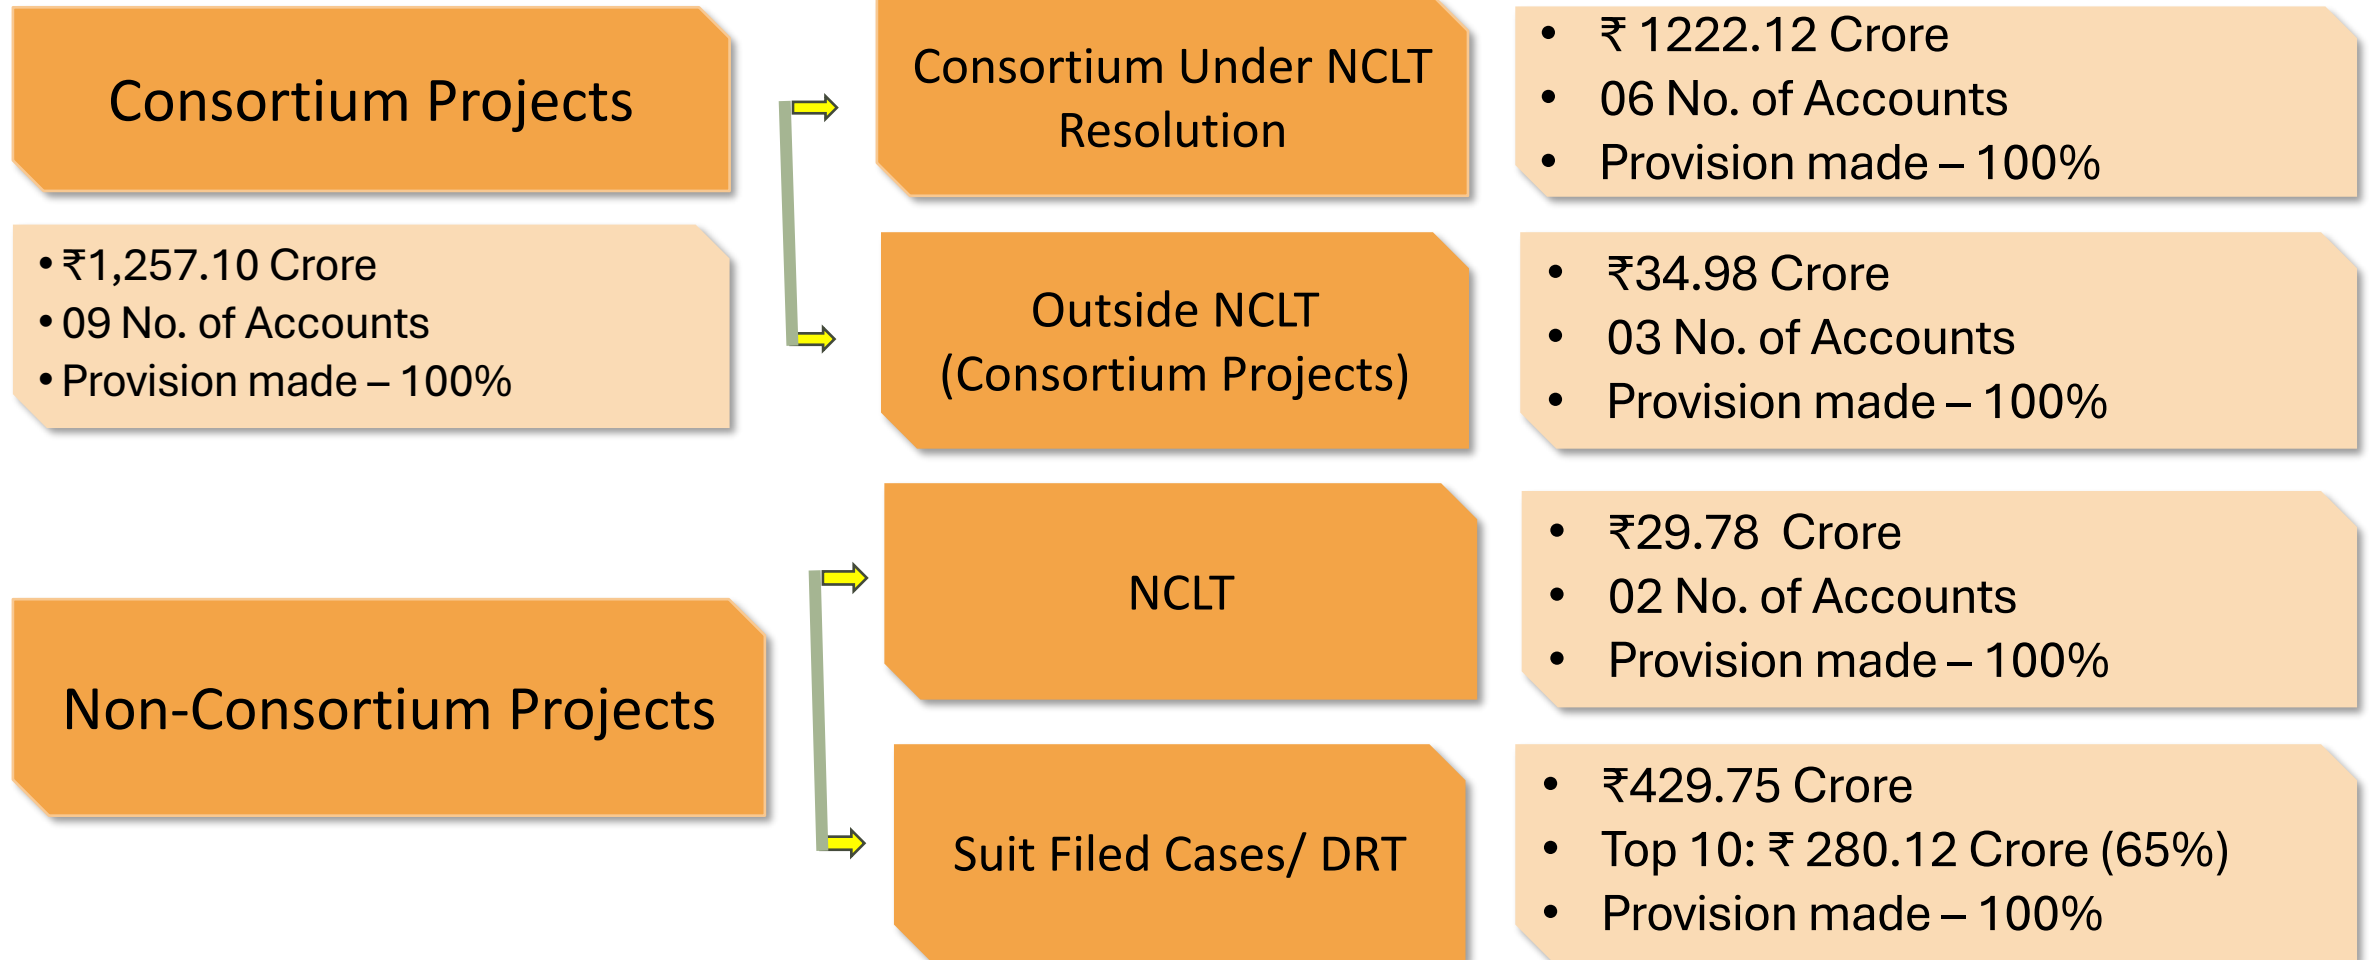 Consortium Projects
• ₹1,257.10 Crore
• 09 No. of Accounts
• Provision made – 100%
Consortium Under NCLT
Resolution
• ₹ 1222.12 Crore
• 06 No. of Accounts
• Provision made – 100%
Outside NCLT
(Consortium Projects)
• ₹34.98 Crore
• 03 No. of Accounts
• Provision made – 100%
Non-Consortium Projects
NCLT
• ₹29.78 Crore
• 02 No. of Accounts
• Provision made – 100%
Suit Filed Cases/ DRT
• ₹429.75 Crore
• Top 10: ₹ 280.12 Crore (65%)
• Provision made – 100%